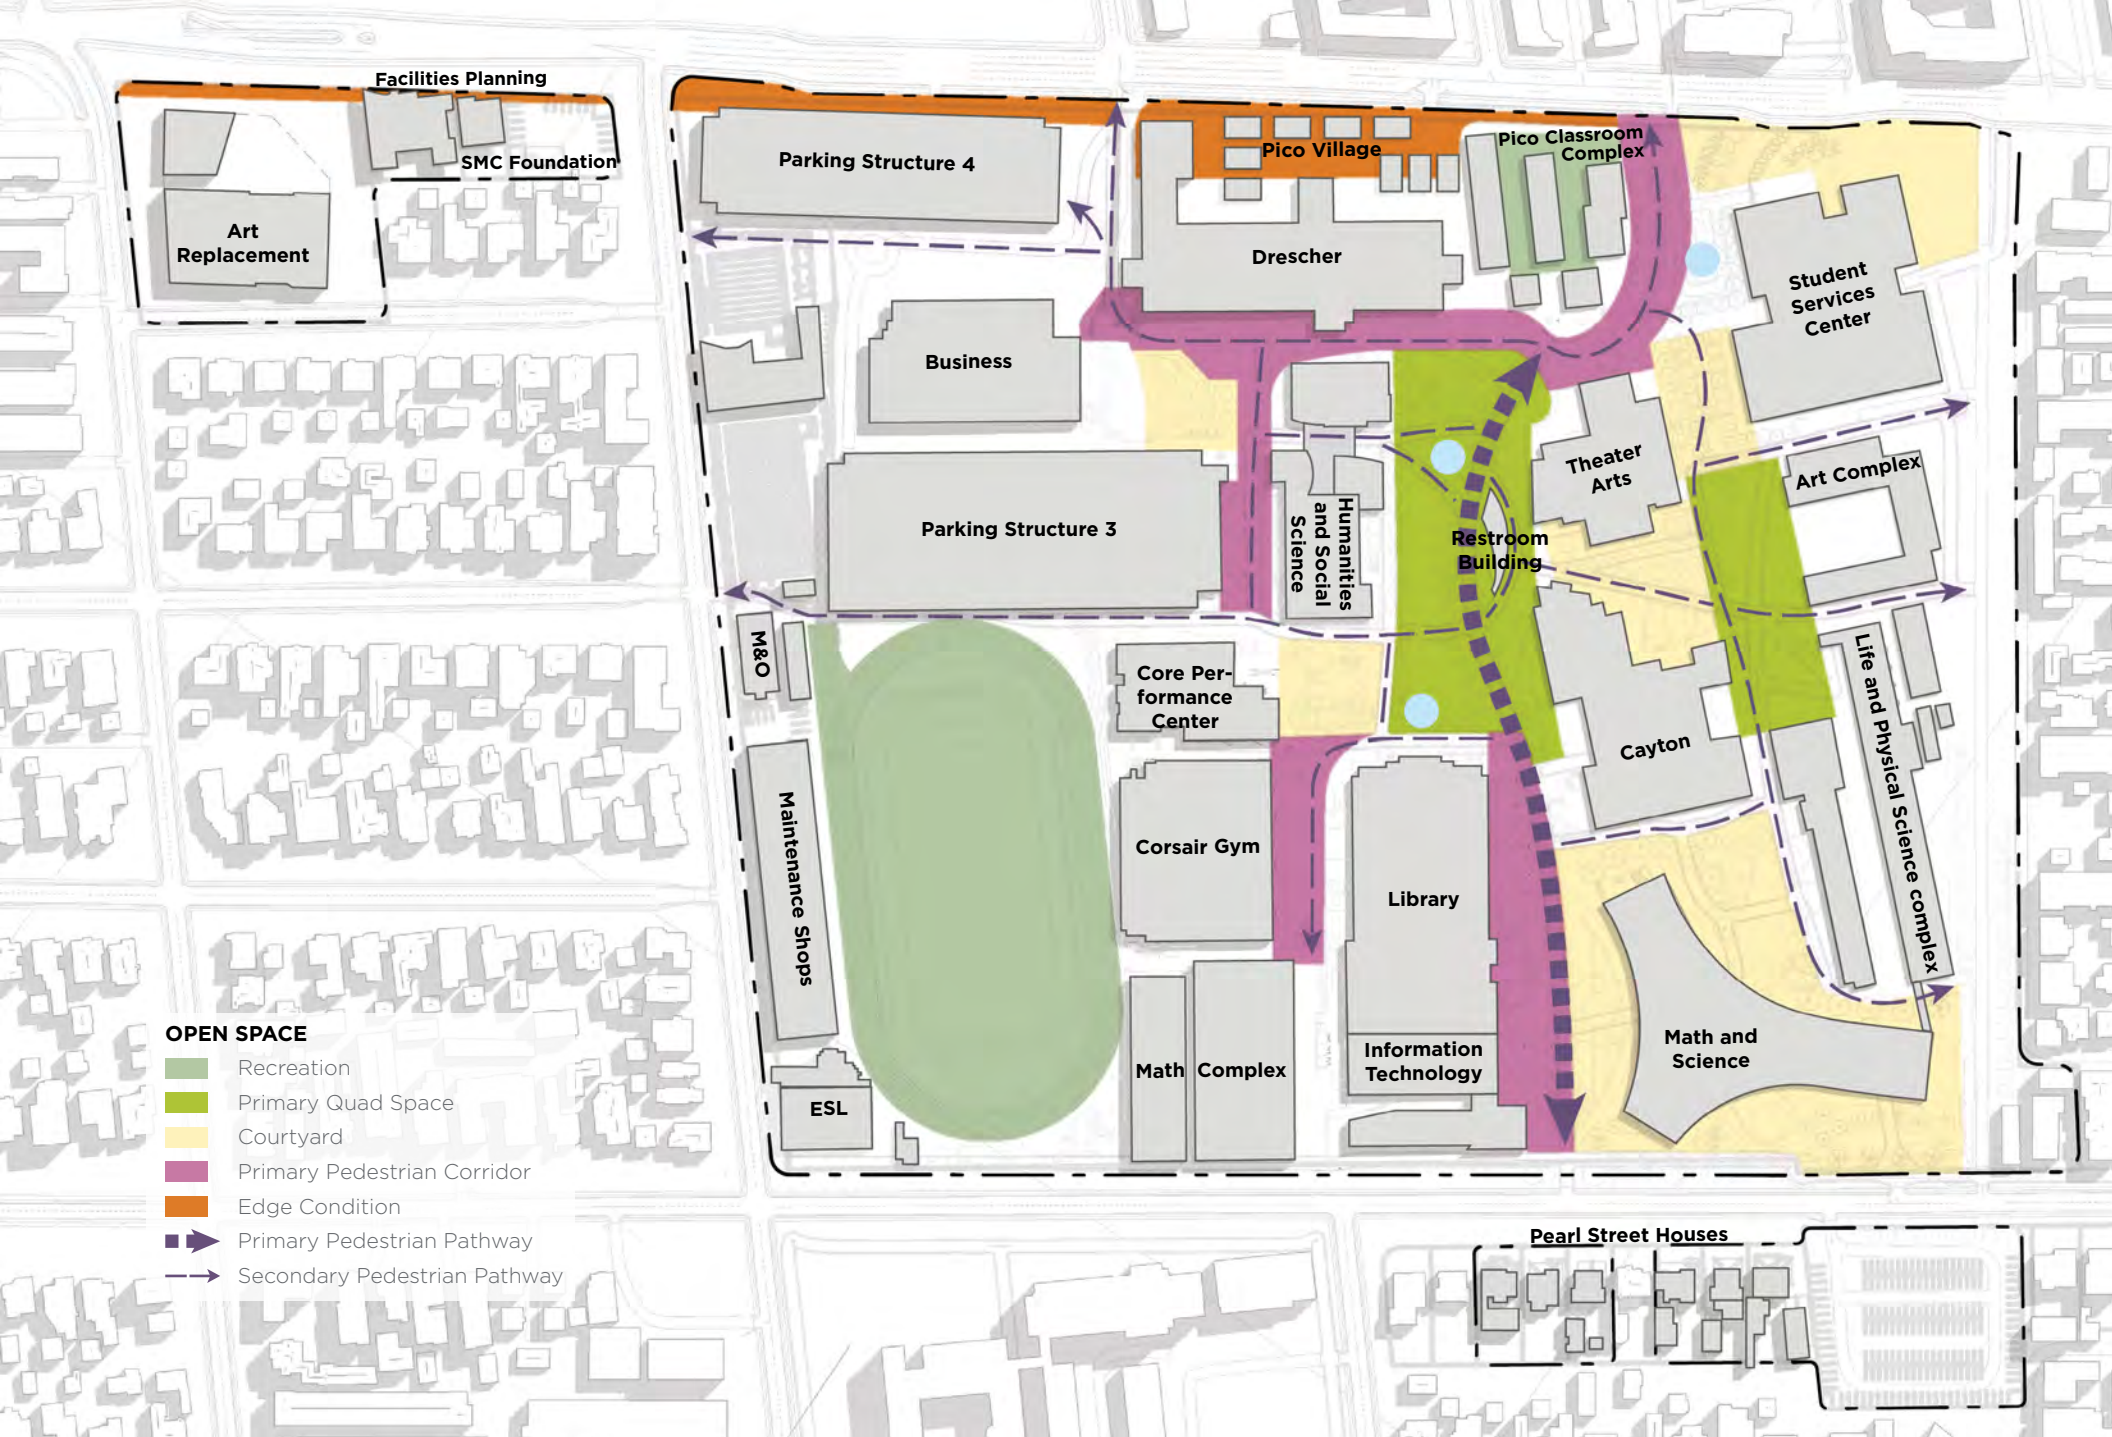 Facilities Planning
SMC Foundation
Art
Replacement
Parking Structure 4
Pico Village
Pico Classroom
Complex
Drescher
Student
Services
Center
Business
Theater
Arts
Art Complex
Parking Structure 3
Humanities
and Social
Science
Restroom
Building
M&O
Core Per-
formance
Center
Cayton
Life and Physical Science complex
Maintenance Shops
Corsair Gym
Library
Math and
Science
Information
Technology
Math Complex
ESL
OPEN SPACE
Recreation
Primary Quad Space
Courtyard
Primary Pedestrian Corridor
Edge Condition
Primary Pedestrian Pathway
Secondary Pedestrian Pathway
Pearl Street Houses